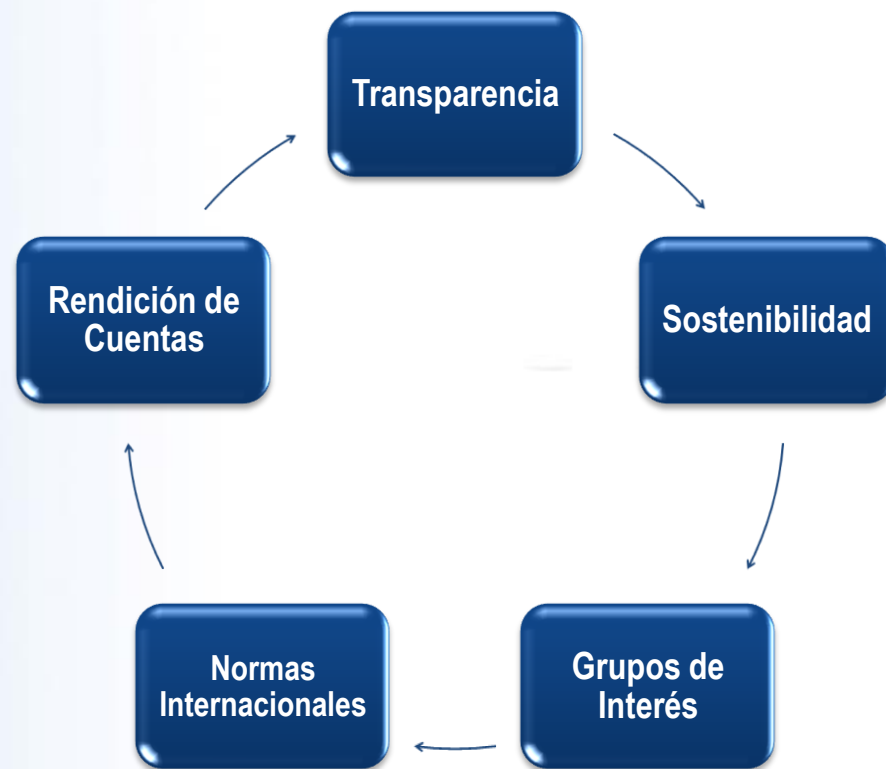 Transparencia
Sostenibilidad
Grupos de
Interés
Normas
Internacionales
Rendición de
Cuentas